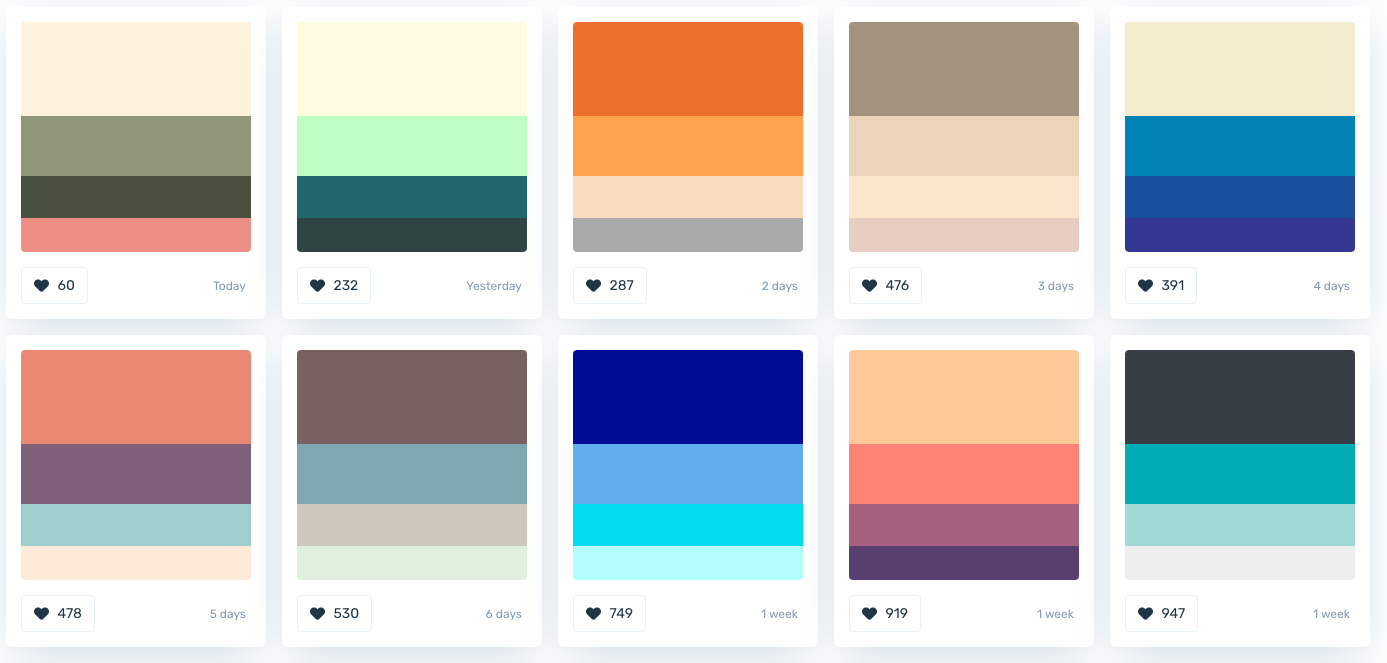 60 Today
232 Yesterday
287 2 days
476 3 days
391 4 days
478 5 days
530 6 days
749 1 week
919 1 week
947 1 week